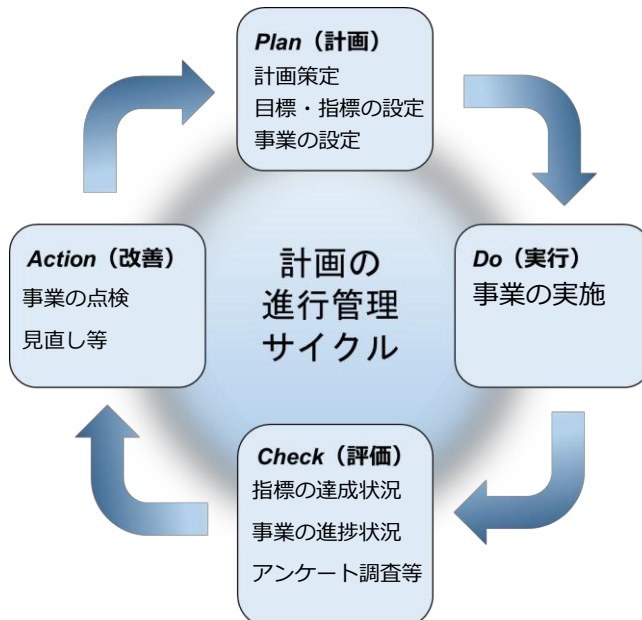 Plan（計画）
計画策定
目標・指標の設定
事業の設定
Action（改善）
事業の点検
見直し等
計画の
進行管理
サイクル
Do（実行）
事業の実施
Check（評価）
指標の達成状況
事業の進捗状況
アンケート調査等